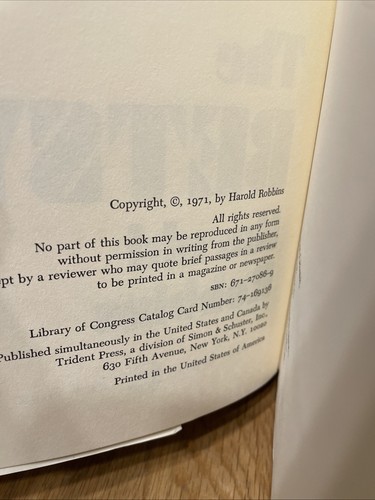 The
BETSY
Copyright, ©, 1971, by Harold Robbins
All rights reserved.
No part of this book may be reproduced in any form
without permission in writing from the publisher,
ept by a reviewer who may quote brief passages in a review
to be printed in a magazine or newspaper.
SBN: 671-27086-9
Library of Congress Catalog Card Number: 74-169138
Published simultaneously in the United States and Canada by
Trident Press, a division of Simon & Schuster, Inc.,
630 Fifth Avenue, New York, N.Y. 10020
Printed in the United States of America